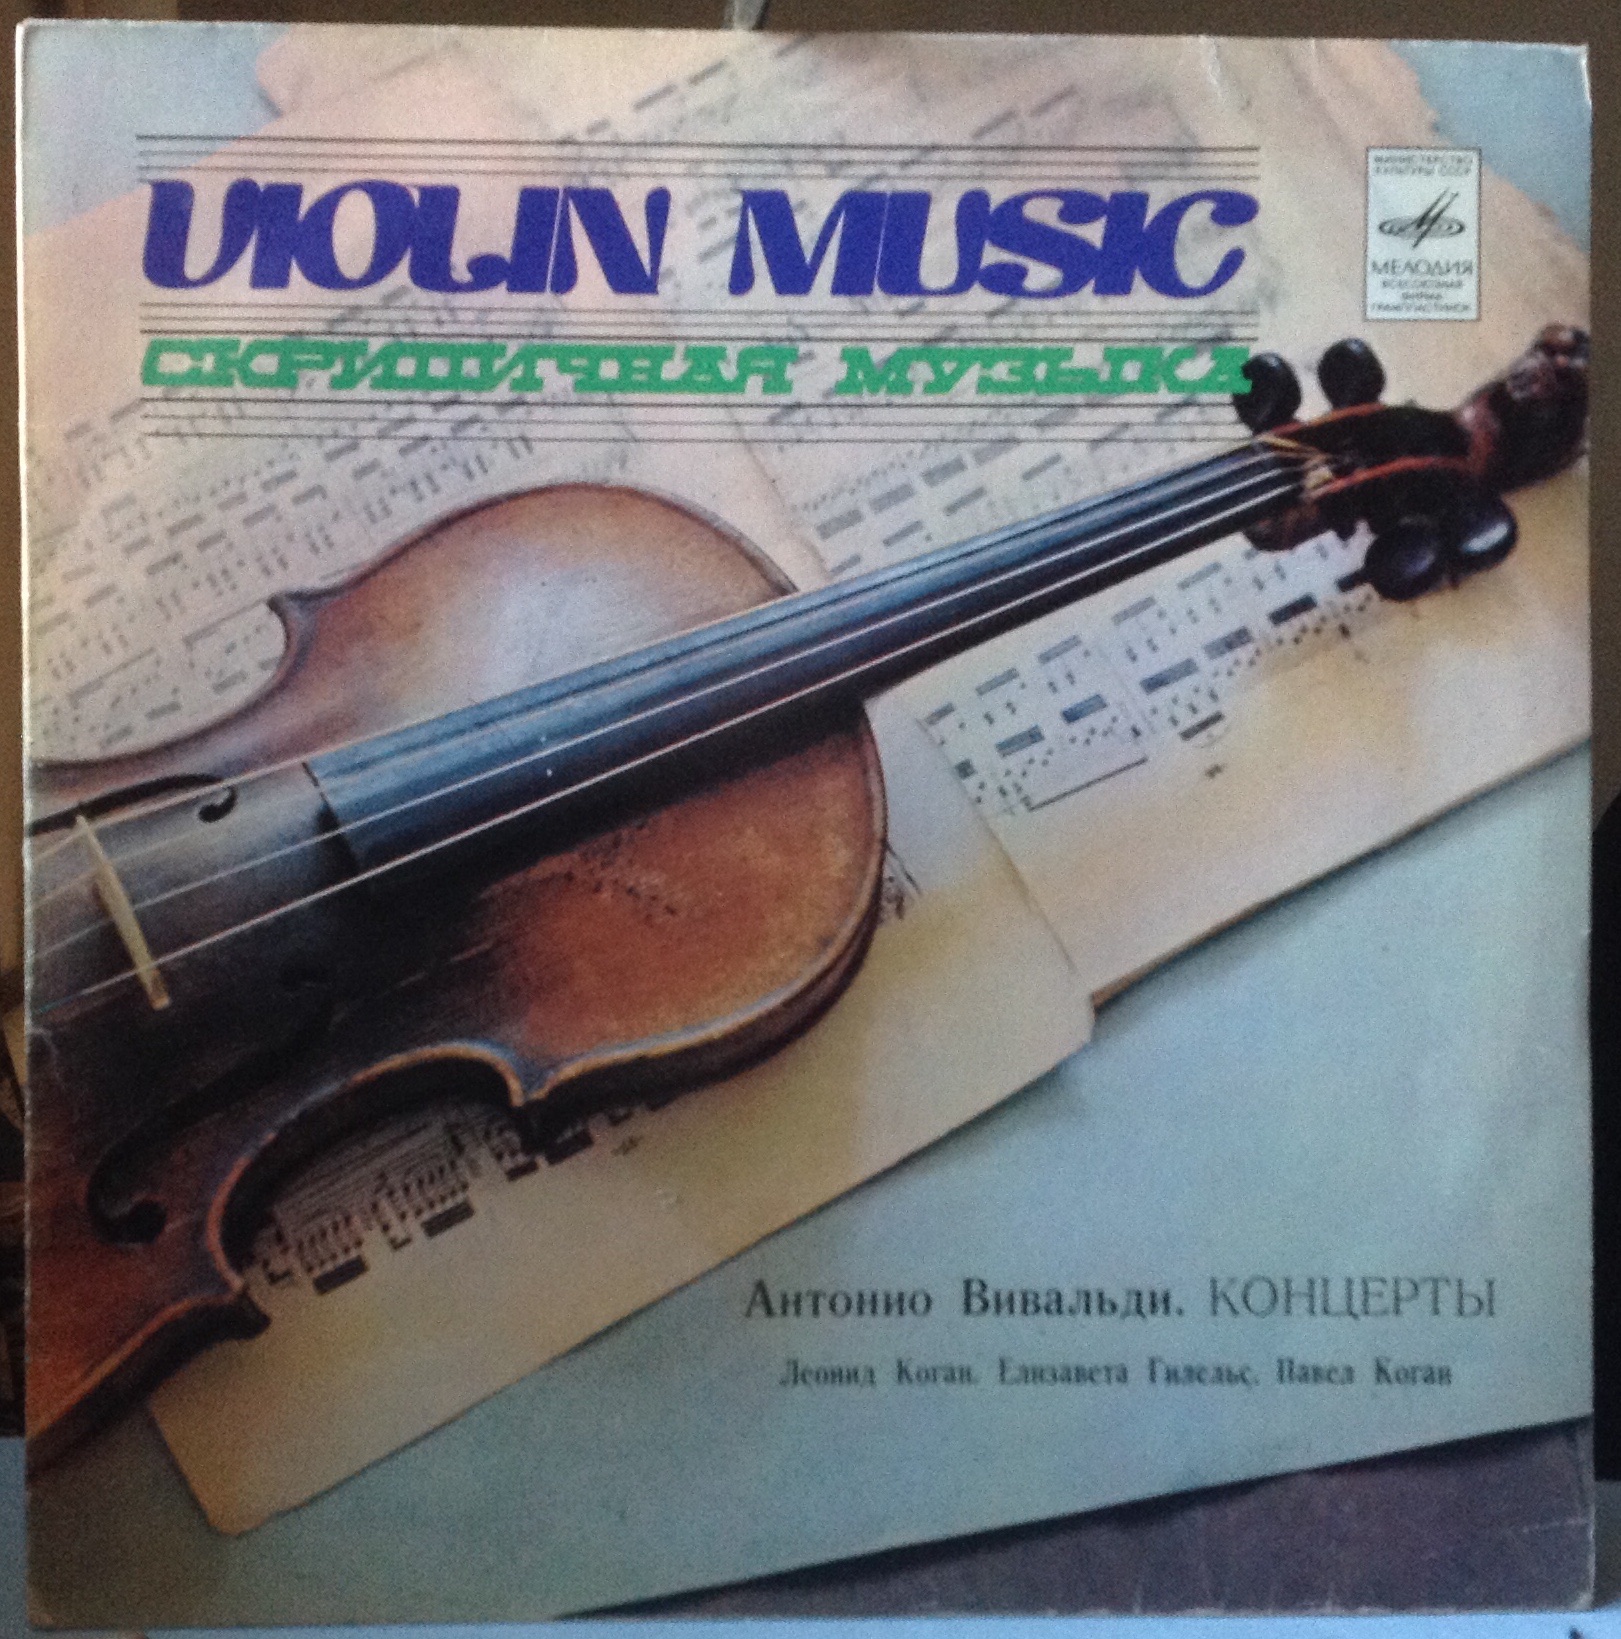 VIOLIN MUSIC
СКРИПИЧНАЯ МУЗЫКА
МИНИСТЕРСТВО
КУЛЬТУРЫ СССР
МЕЛОДИЯ
ВСЕСОЮЗНАЯ
ФИРМА
ГРАМПЛАСТИНОК
Антонио Вивальди. КОНЦЕРТЫ
Леонид Коган, Елизавета Гилельс, Павел Коган